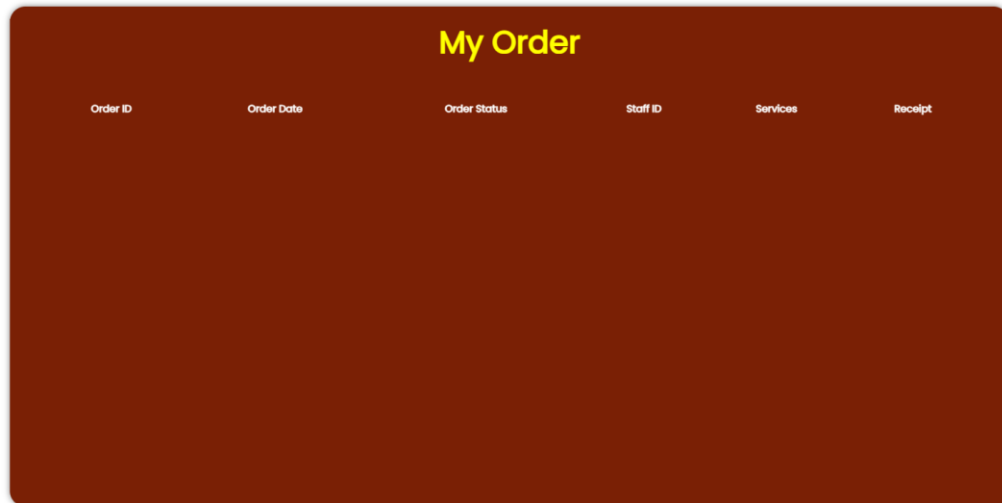 My Order
Order ID Order Date Order Status Staff ID Services Receipt